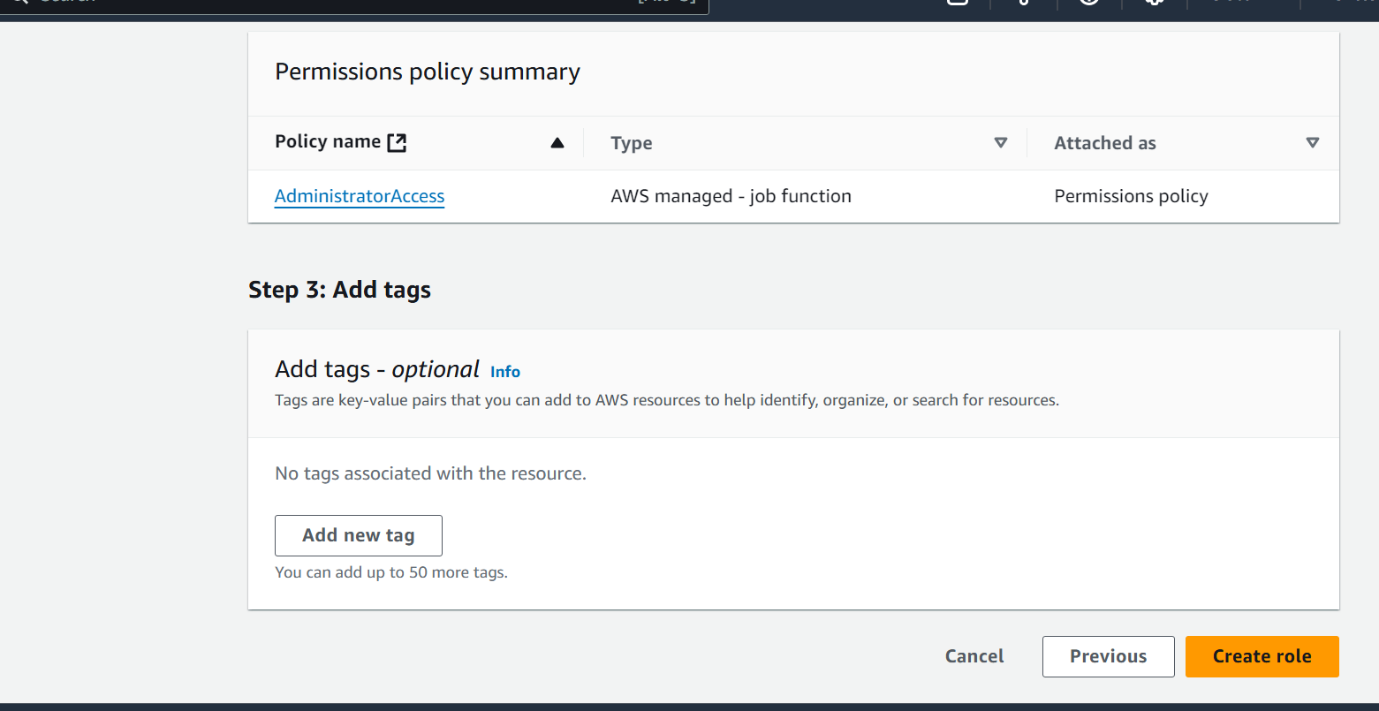 Permissions policy summary
Policy name Type Attached as
AdministratorAccess AWS managed - job function Permissions policy
Step 3: Add tags
Add tags - optional Info
Tags are key-value pairs that you can add to AWS resources to help identify, organize, or search for resources.
No tags associated with the resource.
Add new tag
You can add up to 50 more tags.
Cancel Previous Create role